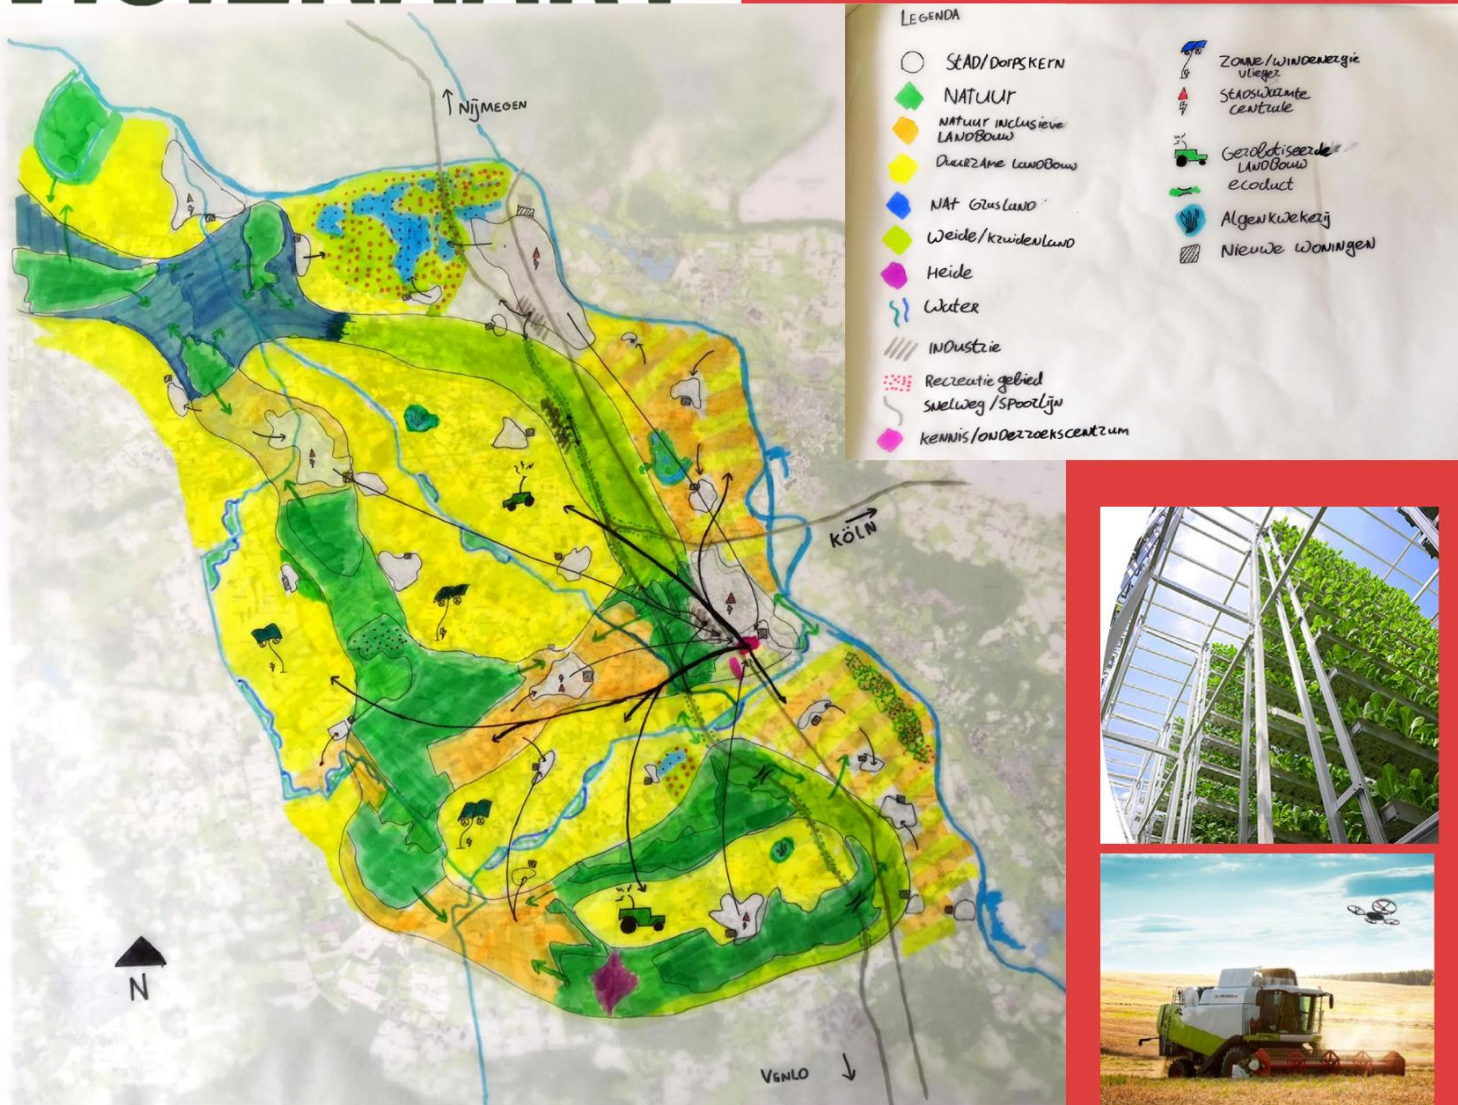 LEGENDA
STAD/DORPSKERN
NATUUR
NATUUR INCLUSIEVE
LANDBOUW
DUURZAME LANDBOUW
NAT GRASLAND
Weide/kruidenland
Heide
Water
INDUSTRIE
Recreatie gebied
SNELWEG/SPOORLIJN
KENNIS/ONDERZOEKSCENTRUM
ZONNE/WINDENERGIE
vlieger
STADSWARMTE
CENTRALE
Gerobotiseerde
LANDBOUW
ecoduct
Algenkwekerij
NIEUWE WONINGEN
NIJMEGEN
KÖLN
N
VENLO